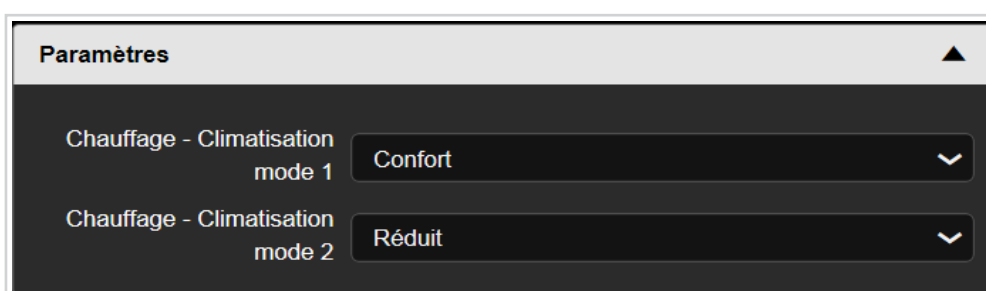 Paramètres
Chauffage - Climatisation
mode 1
Confort
Chauffage - Climatisation
mode 2
Réduit